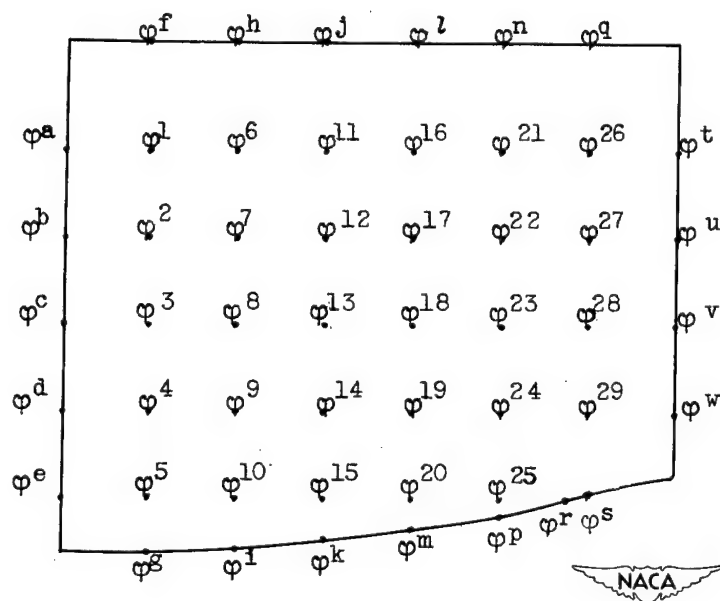 φf φh φj φl φn φq
φa φ1 φ6 φ11 φ16 φ21 φ26 φt
φb φ2 φ7 φ12 φ17 φ22 φ27 φu
φc φ3 φ8 φ13 φ18 φ23 φ28 φv
φd φ4 φ9 φ14 φ19 φ24 φ29 φw
φe φ5 φ10 φ15 φ20 φ25
φg φi φk φm φp φr φs
NACA